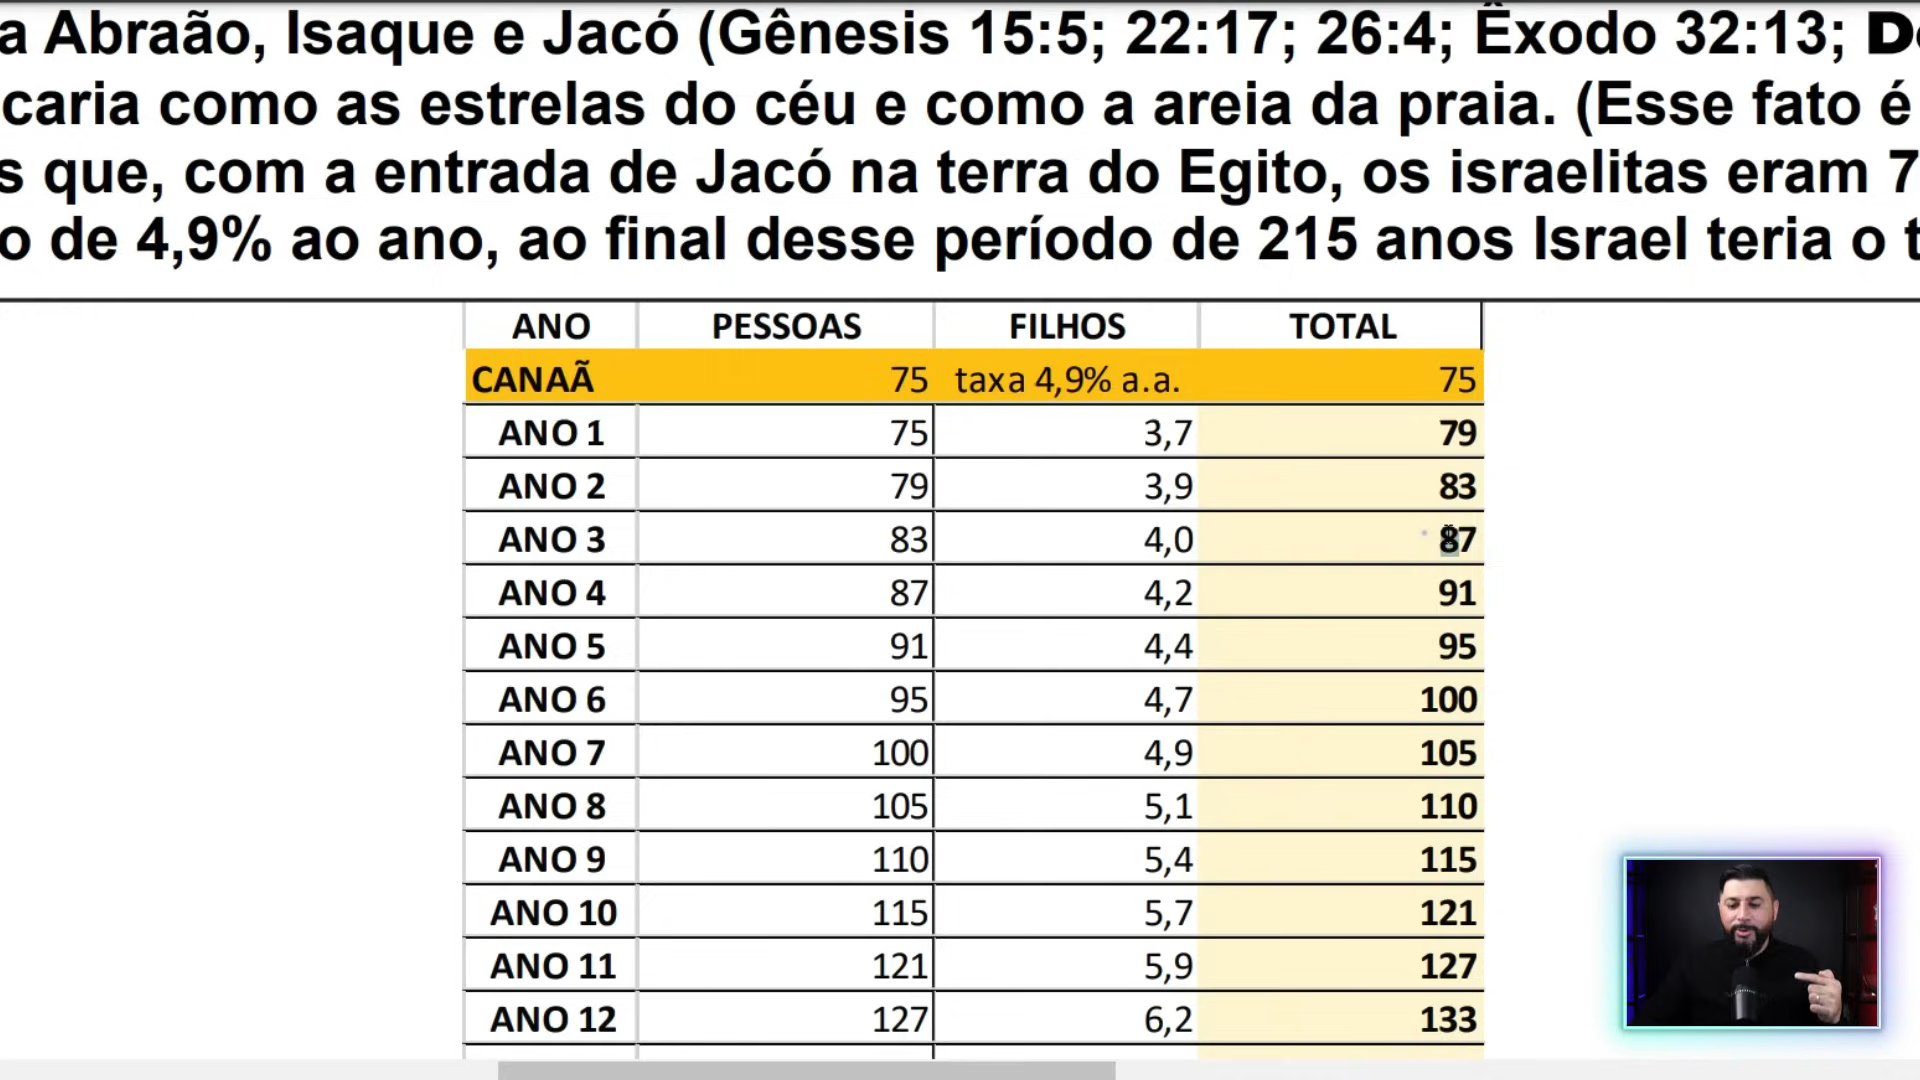 a Abraão, Isaque e Jacó (Gênesis 15:5; 22:17; 26:4; Êxodo 32:13;
caria como as estrelas do céu e como a areia da praia. (Esse fato é
s que, com a entrada de Jacó na terra do Egito, os israelitas eram 7
o de 4,9% ao ano, ao final desse período de 215 anos Israel teria o t
ANO PESSOAS FILHOS TOTAL
CANAÃ 75 taxa 4,9% a.a. 75
ANO 1 75 3,7 79
ANO 2 79 3,9 83
ANO 3 83 4,0 87
ANO 4 87 4,2 91
ANO 5 91 4,4 95
ANO 6 95 4,7 100
ANO 7 100 4,9 105
ANO 8 105 5,1 110
ANO 9 110 5,4 115
ANO 10 115 5,7 121
ANO 11 121 5,9 127
ANO 12 127 6,2 133